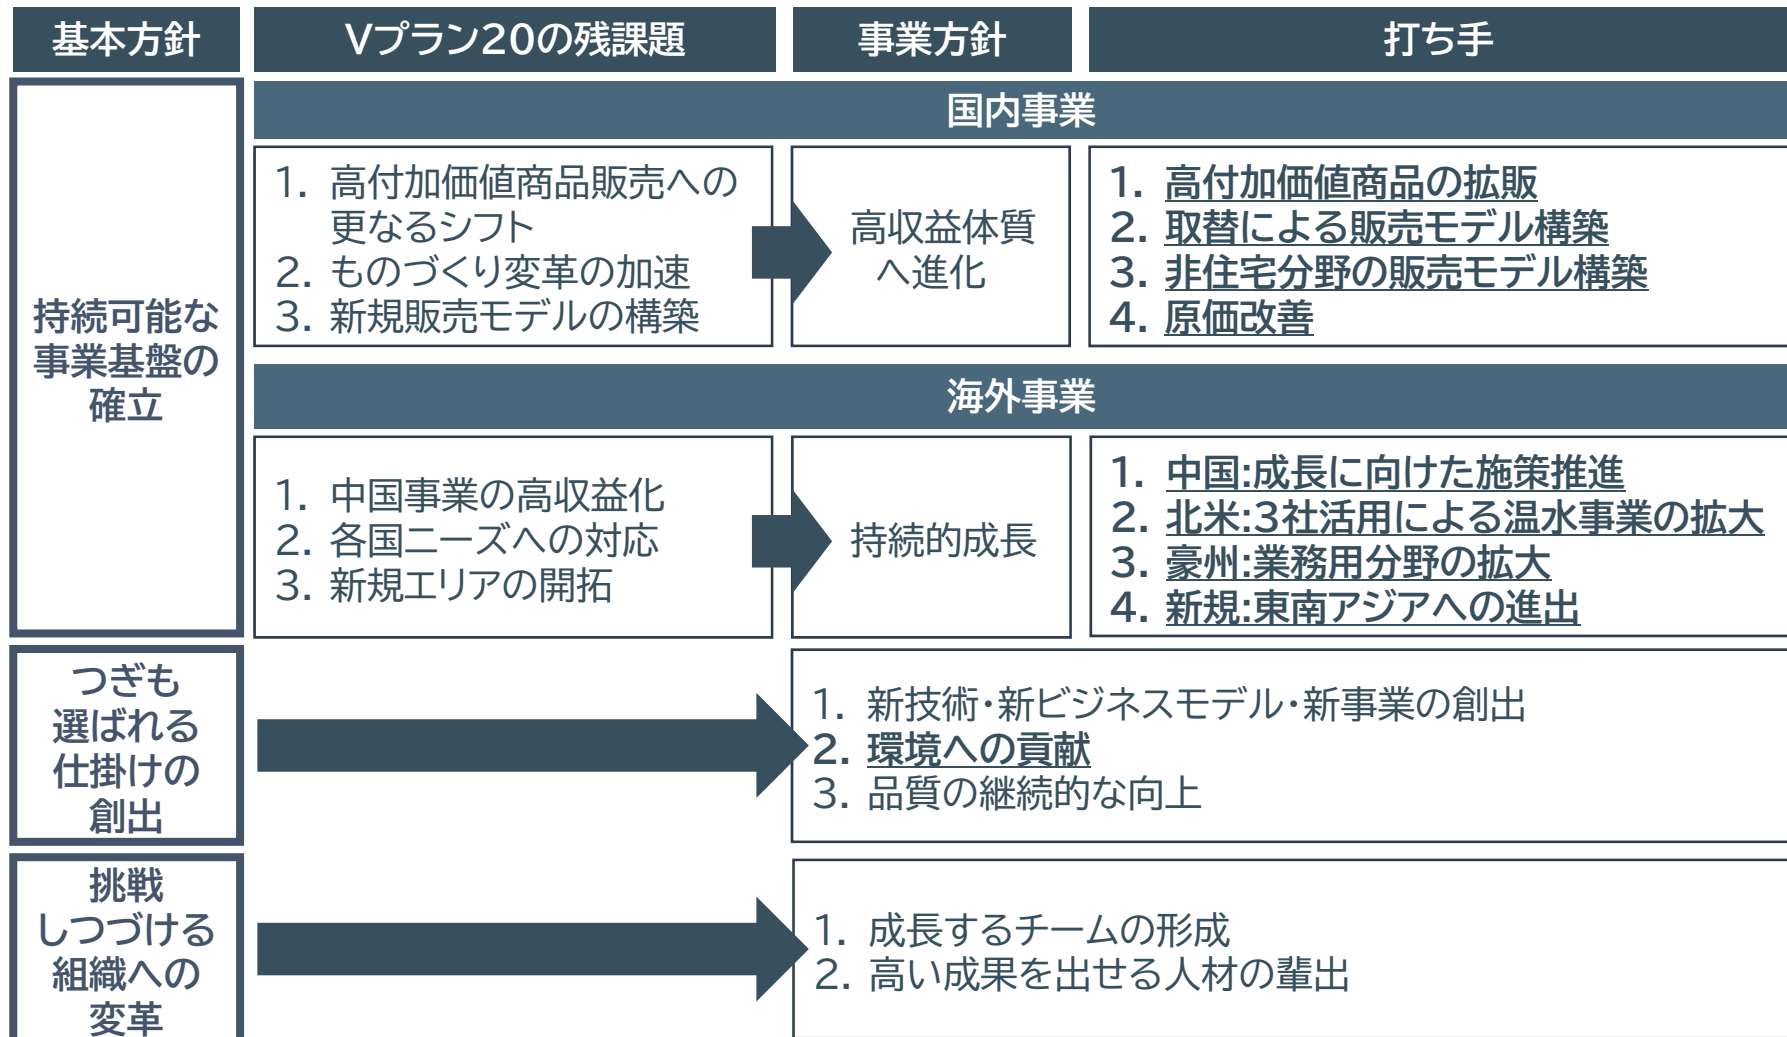 基本方針
Vプラン20の残課題
事業方針
打ち手
持続可能な
事業基盤の
確立
国内事業
1. 高付加価値商品販売への
更なるシフト
2. ものづくり変革の加速
3. 新規販売モデルの構築
高収益体質
へ進化
1. 高付加価値商品の拡販
2. 取替による販売モデル構築
3. 非住宅分野の販売モデル構築
4. 原価改善
海外事業
1. 中国事業の高収益化
2. 各国ニーズへの対応
3. 新規エリアの開拓
持続的成長
1. 中国:成長に向けた施策推進
2. 北米:3社活用による温水事業の拡大
3. 豪州:業務用分野の拡大
4. 新規:東南アジアへの進出
つぎも
選ばれる
仕掛けの
創出
1. 新技術・新ビジネスモデル・新事業の創出
2. 環境への貢献
3. 品質の継続的な向上
挑戦
しつづける
組織への
変革
1. 成長するチームの形成
2. 高い成果を出せる人材の輩出